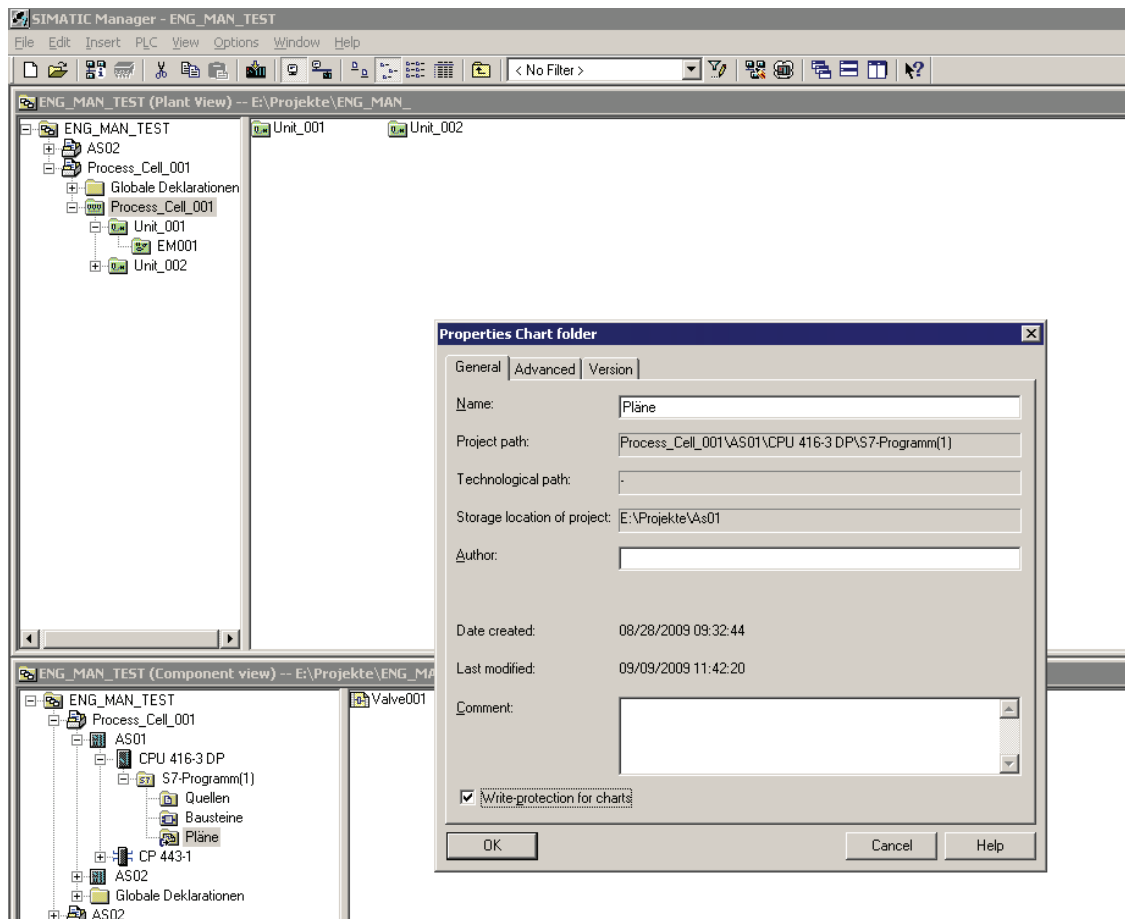 SIMATIC Manager - ENG_MAN_TEST
File Edit Insert PLC View Options Window Help
< No Filter >
ENG_MAN_TEST (Plant View) -- E:\Projekte\ENG_MAN_
ENG_MAN_TEST
AS02
Process_Cell_001
Globale Deklarationen
Process_Cell_001
Unit_001
EM001
Unit_002
Unit_001 Unit_002
Properties Chart folder
General Advanced Version
Name: Pläne
Project path: Process_Cell_001\AS01\CPU 416-3 DP\S7-Programm(1)
Technological path: -
Storage location of project: E:\Projekte\As01
Author:
Date created: 08/28/2009 09:32:44
Last modified: 09/09/2009 11:42:20
Comment:
Write-protection for charts
OK Cancel Help
ENG_MAN_TEST (Component view) -- E:\Projekte\ENG_MA
ENG_MAN_TEST
Process_Cell_001
AS01
CPU 416-3 DP
S7-Programm(1)
Quellen
Bausteine
Pläne
CP 443-1
AS02
Globale Deklarationen
AS02
Valve001